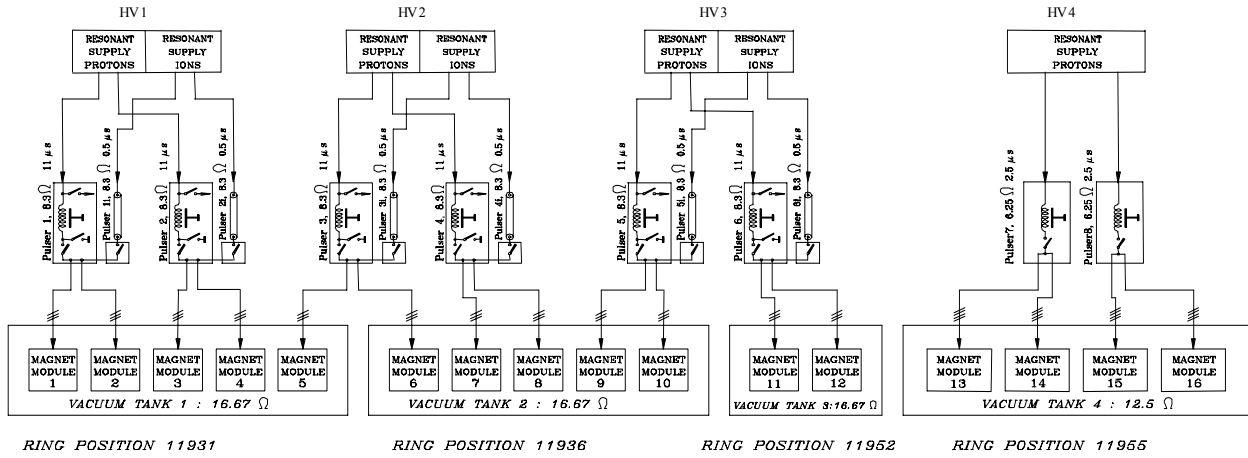 HV1
HV2
HV3
HV4
RESONANT
SUPPLY
PROTONS
RESONANT
SUPPLY
IONS
RESONANT
SUPPLY
PROTONS
RESONANT
SUPPLY
IONS
RESONANT
SUPPLY
PROTONS
RESONANT
SUPPLY
IONS
RESONANT
SUPPLY
PROTONS
Pulser 1, 8.3Ω 11 μs
Pulser 1i, 8.3 Ω 0.5 μs
Pulser 2, 8.3Ω 11 μs
Pulser 2i, 8.3 Ω 0.5 μs
Pulser 3, 8.3Ω 11 μs
Pulser 3i, 8.3 Ω 0.5 μs
Pulser 4, 8.3Ω 11 μs
Pulser 4i, 8.3 Ω 0.5 μs
Pulser 5, 8.3Ω 11 μs
Pulser 5i, 8.3 Ω 0.5 μs
Pulser 6, 8.3Ω 11 μs
Pulser 6i, 8.3 Ω 0.5 μs
Pulser7, 6.25 Ω 2.5 μs
Pulser8, 6.25 Ω 2.5 μs
MAGNET
MODULE
1
MAGNET
MODULE
2
MAGNET
MODULE
3
MAGNET
MODULE
4
MAGNET
MODULE
5
MAGNET
MODULE
6
MAGNET
MODULE
7
MAGNET
MODULE
8
MAGNET
MODULE
9
MAGNET
MODULE
10
MAGNET
MODULE
11
MAGNET
MODULE
12
MAGNET
MODULE
13
MAGNET
MODULE
14
MAGNET
MODULE
15
MAGNET
MODULE
16
VACUUM TANK 1 : 16.67 Ω
VACUUM TANK 2 : 16.67 Ω
VACUUM TANK 3:16.67 Ω
VACUUM TANK 4 : 12.5 Ω
RING POSITION 11931
RING POSITION 11936
RING POSITION 11952
RING POSITION 11955